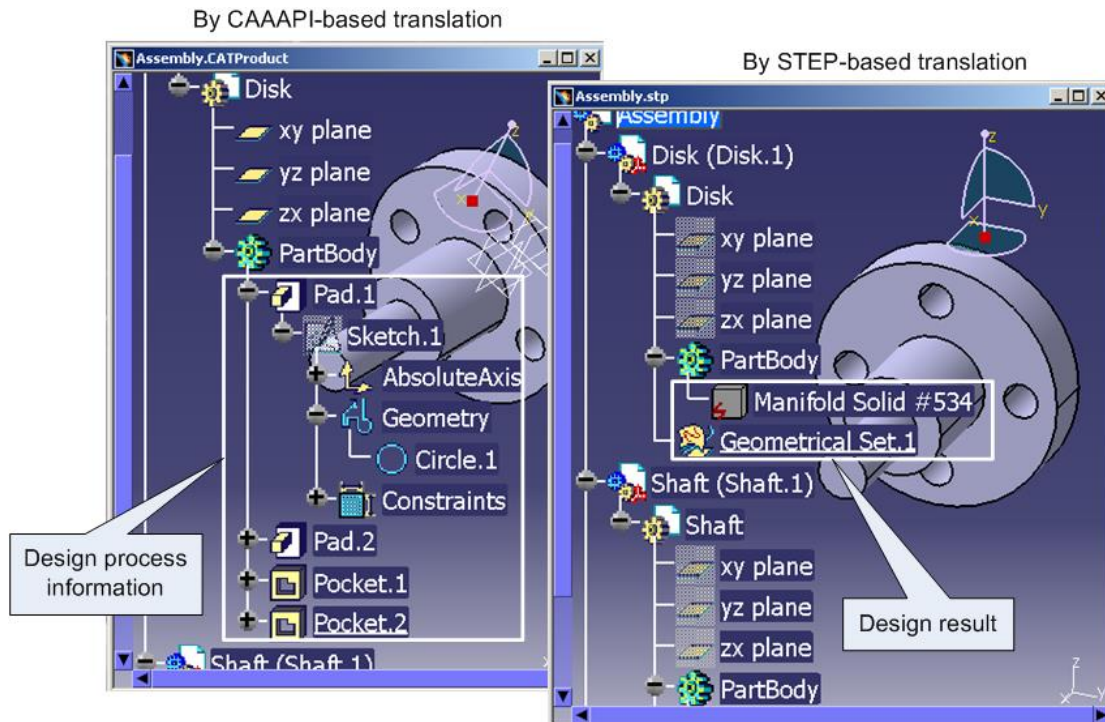 By CAAAPI-based translation
Assembly.CATProduct
Disk
xy plane
yz plane
zx plane
PartBody
Pad.1
Sketch.1
AbsoluteAxis
Geometry
Circle.1
Constraints
Pad.2
Pocket.1
Pocket.2
Shaft (Shaft.1)
z
x
Design process
information
By STEP-based translation
Assembly.stp
Assembly
Disk (Disk.1)
Disk
xy plane
yz plane
zx plane
PartBody
Manifold Solid #534
Geometrical Set.1
Shaft (Shaft.1)
Shaft
xy plane
yz plane
zx plane
PartBody
z
y
x
Design result
z
x
y